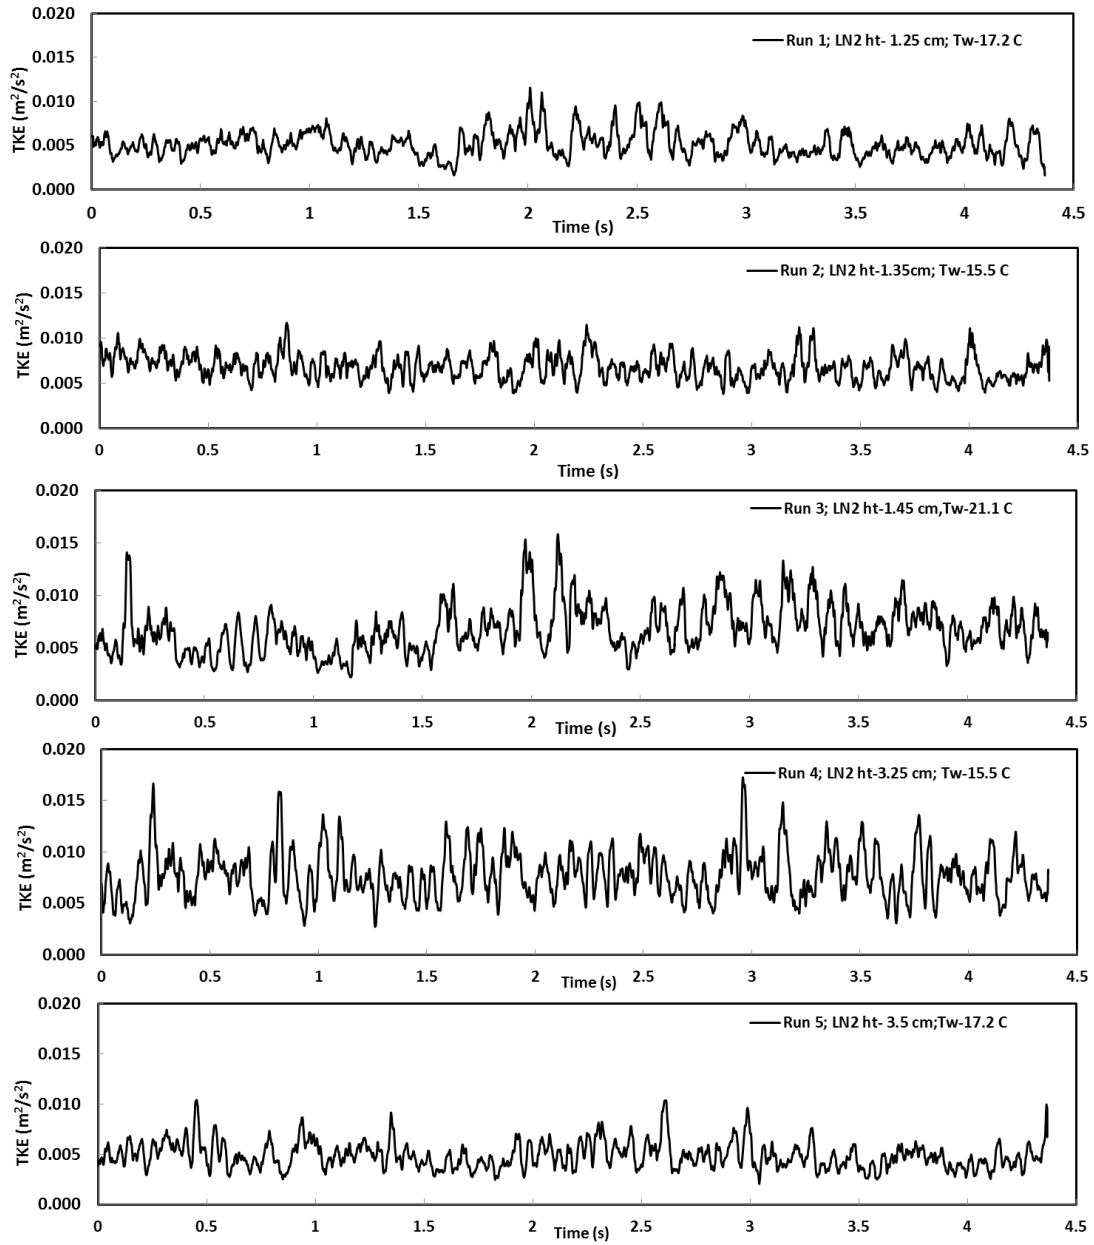 0.020
Run 1; LN2 ht- 1.25 cm; Tw-17.2 C
0.015
0.010
0.005
0.000
TKE (m²/s²)
0 0.5 1 1.5 2 2.5 3 3.5 4 4.5
Time (s)
0.020
Run 2; LN2 ht-1.35cm; Tw-15.5 C
0.015
0.010
0.005
0.000
TKE (m²/s²)
0 0.5 1 1.5 2 2.5 3 3.5 4 4.5
Time (s)
0.020
Run 3; LN2 ht-1.45 cm,Tw-21.1 C
0.015
0.010
0.005
0.000
TKE (m²/s²)
0 0.5 1 1.5 2 2.5 3 3.5 4 4.5
Time (s)
0.020
Run 4; LN2 ht-3.25 cm; Tw-15.5 C
0.015
0.010
0.005
0.000
TKE (m²/s²)
0 0.5 1 1.5 2 2.5 3 3.5 4 4.5
Time (s)
0.020
Run 5; LN2 ht- 3.5 cm;Tw-17.2 C
0.015
0.010
0.005
0.000
TKE (m²/s²)
0 0.5 1 1.5 2 2.5 3 3.5 4 4.5
Time (s)